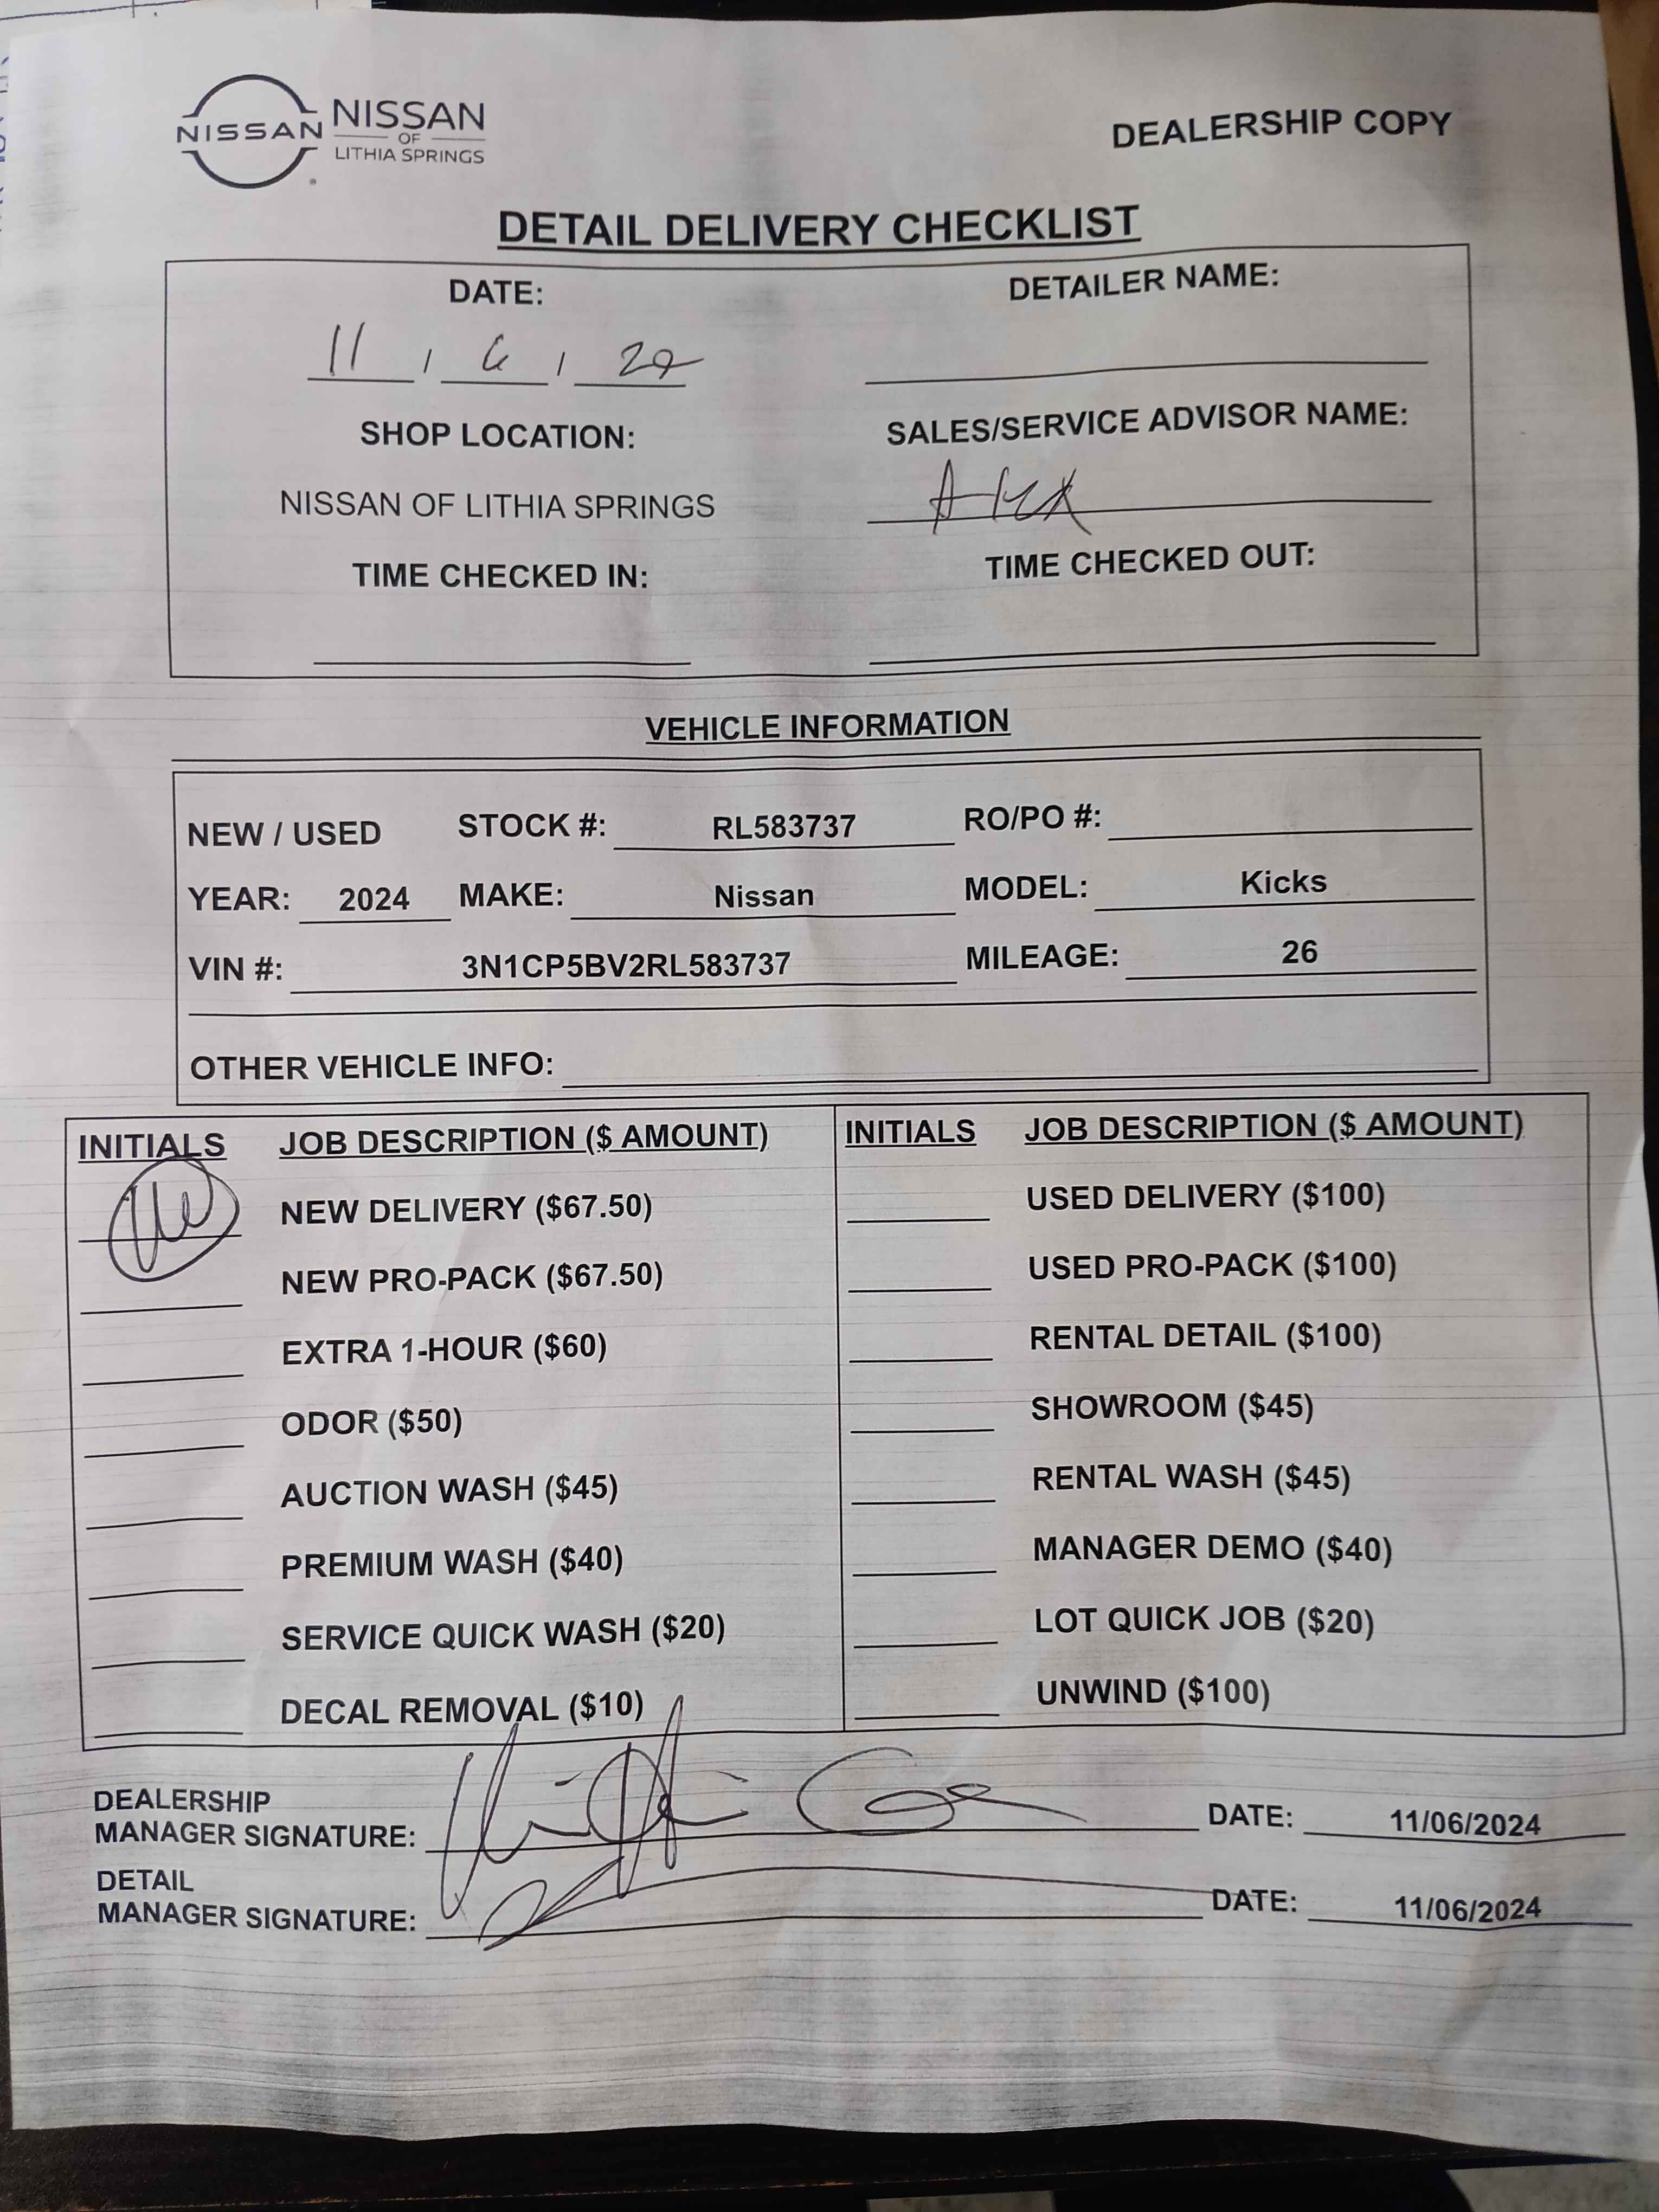 NISSAN
NISSAN
OF
LITHIA SPRINGS
DEALERSHIP COPY
DETAIL DELIVERY CHECKLIST
DATE: DETAILER NAME:
11 / 6 /
SHOP LOCATION: SALES/SERVICE ADVISOR NAME:
NISSAN OF LITHIA SPRINGS
TIME CHECKED IN: TIME CHECKED OUT:
VEHICLE INFORMATION
NEW / USED STOCK #: RL583737 RO/PO #:
YEAR: 2024 MAKE: Nissan MODEL: Kicks
VIN #: 3N1CP5BV2RL583737 MILEAGE: 26
OTHER VEHICLE INFO:
INITIALS JOB DESCRIPTION ($ AMOUNT) INITIALS JOB DESCRIPTION ($ AMOUNT)
NEW DELIVERY ($67.50) USED DELIVERY ($100)
NEW PRO-PACK ($67.50) USED PRO-PACK ($100)
EXTRA 1-HOUR ($60) RENTAL DETAIL ($100)
ODOR ($50) SHOWROOM ($45)
AUCTION WASH ($45) RENTAL WASH ($45)
PREMIUM WASH ($40) MANAGER DEMO ($40)
SERVICE QUICK WASH ($20) LOT QUICK JOB ($20)
DECAL REMOVAL ($10) UNWIND ($100)
DEALERSHIP
MANAGER SIGNATURE: DATE: 11/06/2024
DETAIL
MANAGER SIGNATURE: DATE: 11/06/2024